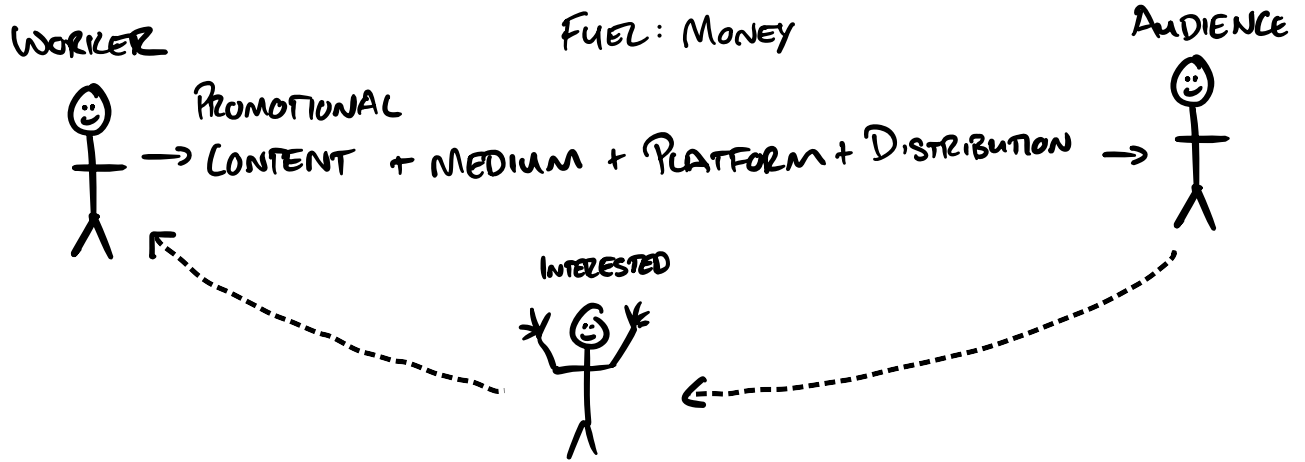 WORKER
FUEL: MONEY
AUDIENCE
PROMOTIONAL
CONTENT + MEDIUM + PLATFORM + DISTRIBUTION
INTERESTED